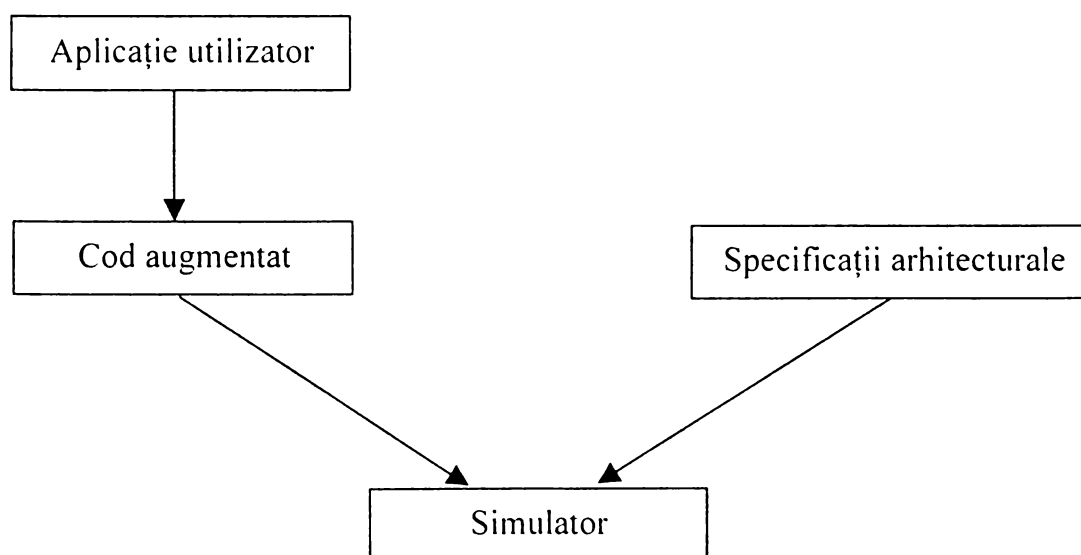 Aplicație utilizator
Cod augmentat
Specificații arhitecturale
Simulator